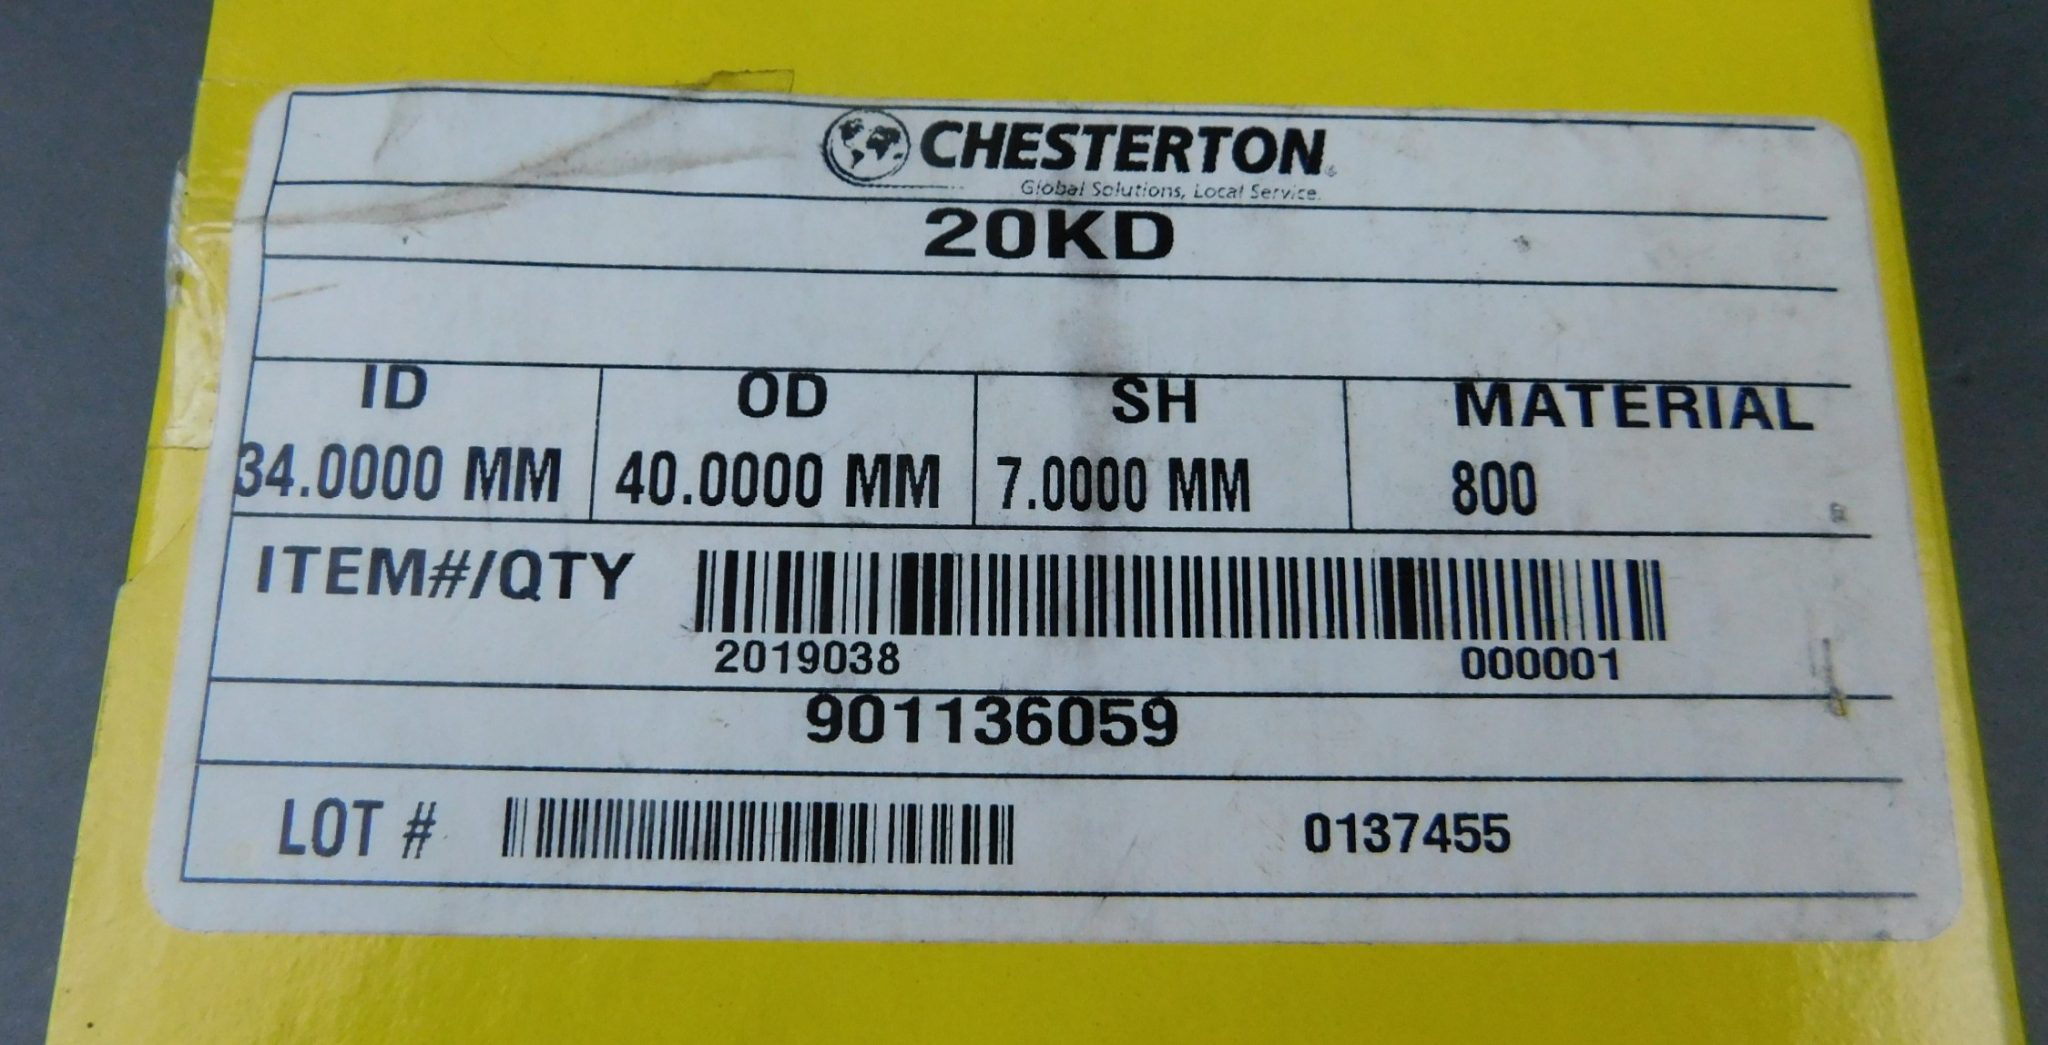 CHESTERTON
Global Solutions, Local Service.
20KD
ID OD SH MATERIAL
34.0000 MM 40.0000 MM 7.0000 MM 800
ITEM#/QTY
2019038 000001
901136059
LOT # 0137455